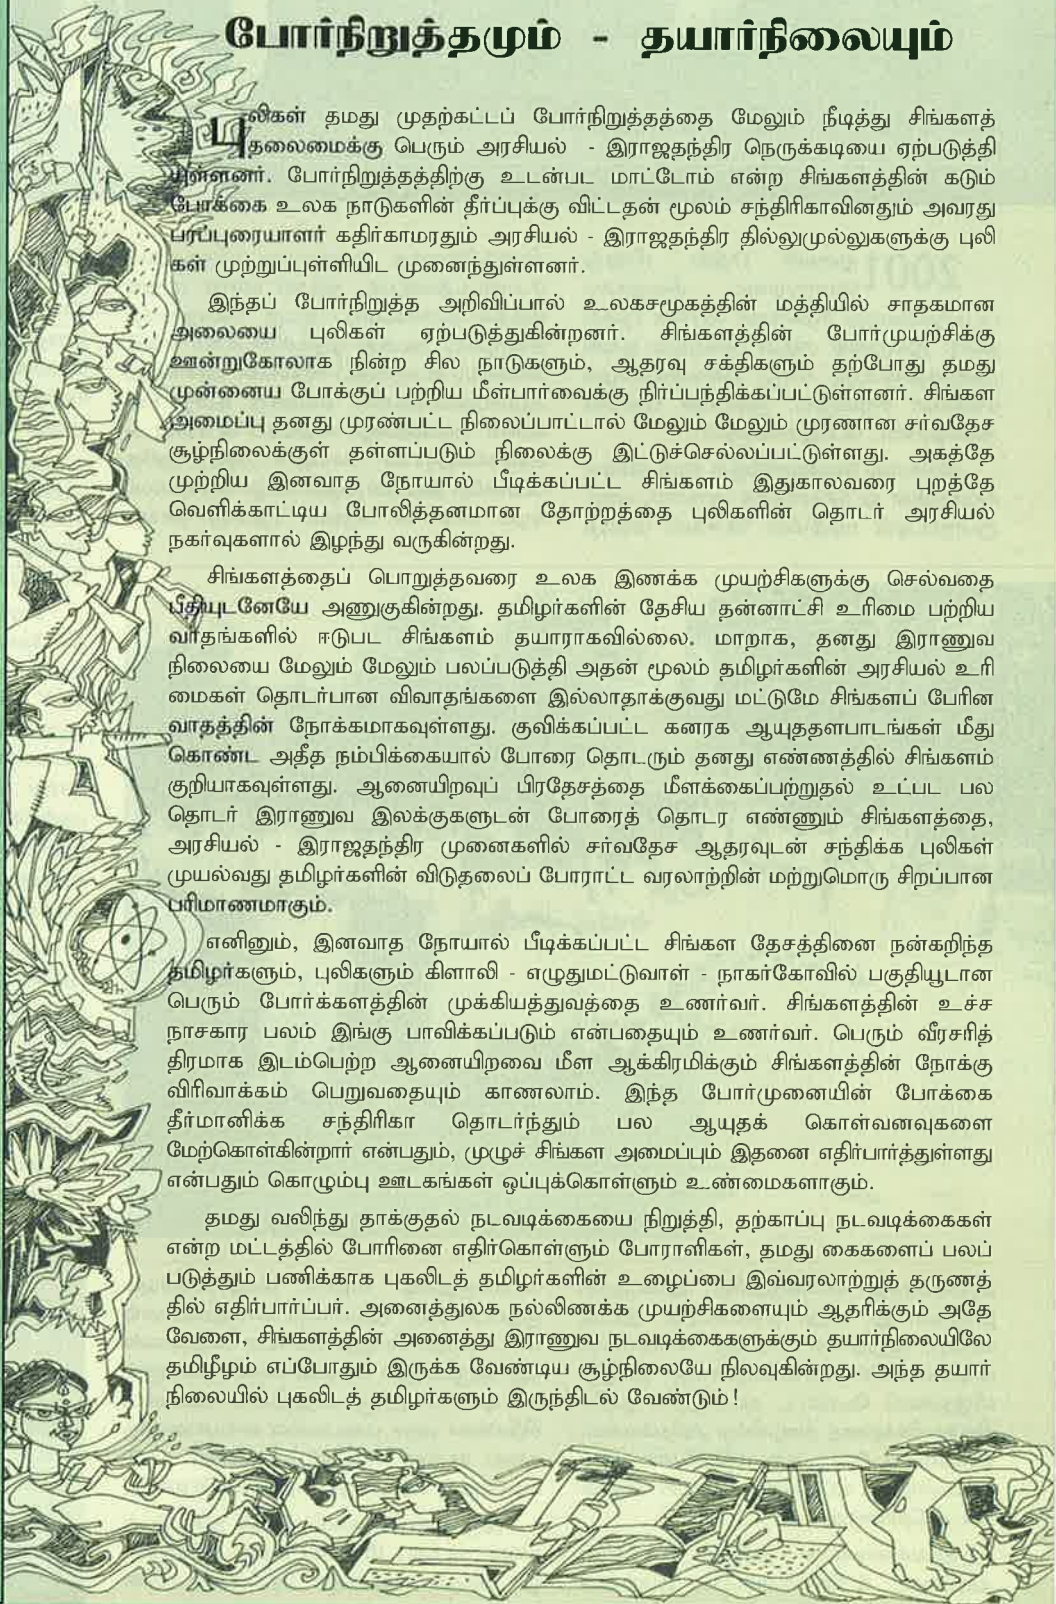 போர்நிறுத்தமும் - தயார்நிலையும்
புலிகள் தமது முதற்கட்டப் போர்நிறுத்தத்தை மேலும் நீடித்து சிங்களத்
தலைமைக்கு பெரும் அரசியல் - இராஜதந்திர நெருக்கடியை ஏற்படுத்தி
யுள்ளனர். போர்நிறுத்தத்திற்கு உடன்பட மாட்டோம் என்ற சிங்களத்தின் கடும்
போக்கை உலக நாடுகளின் தீர்ப்புக்கு விட்டதன் மூலம் சந்திரிகாவினதும் அவரது
பரப்புரையாளர் கதிர்காமரதும் அரசியல் - இராஜதந்திர தில்லுமுல்லுகளுக்கு புலி
கள் முற்றுப்புள்ளியிட முனைந்துள்ளனர்.
இந்தப் போர்நிறுத்த அறிவிப்பால் உலகசமூகத்தின் மத்தியில் சாதகமான
அலையை புலிகள் ஏற்படுத்துகின்றனர். சிங்களத்தின் போர்முயற்சிக்கு
ஊன்றுகோலாக நின்ற சில நாடுகளும், ஆதரவு சக்திகளும் தற்போது தமது
முன்னைய போக்குப் பற்றிய மீள்பார்வைக்கு நிர்ப்பந்திக்கப்பட்டுள்ளனர். சிங்கள
அமைப்பு தனது முரண்பட்ட நிலைப்பாட்டால் மேலும் மேலும் முரணான சர்வதேச
சூழ்நிலைக்குள் தள்ளப்படும் நிலைக்கு இட்டுச்செல்லப்பட்டுள்ளது. அகத்தே
முற்றிய இனவாத நோயால் பீடிக்கப்பட்ட சிங்களம் இதுகாலவரை புறத்தே
வெளிக்காட்டிய போலித்தனமான தோற்றத்தை புலிகளின் தொடர் அரசியல்
நகர்வுகளால் இழந்து வருகின்றது.
சிங்களத்தைப் பொறுத்தவரை உலக இணக்க முயற்சிகளுக்கு செல்வதை
பீதியுடனேயே அணுகுகின்றது. தமிழர்களின் தேசிய தன்னாட்சி உரிமை பற்றிய
வாதங்களில் ஈடுபட சிங்களம் தயாராகவில்லை. மாறாக, தனது இராணுவ
நிலையை மேலும் மேலும் பலப்படுத்தி அதன் மூலம் தமிழர்களின் அரசியல் உரி
மைகள் தொடர்பான விவாதங்களை இல்லாதாக்குவது மட்டுமே சிங்களப் பேரின
வாதத்தின் நோக்கமாகவுள்ளது. குவிக்கப்பட்ட கனரக ஆயுததளபாடங்கள் மீது
கொண்ட அதீத நம்பிக்கையால் போரை தொடரும் தனது எண்ணத்தில் சிங்களம்
குறியாகவுள்ளது. ஆனையிறவுப் பிரதேசத்தை மீளக்கைப்பற்றுதல் உட்பட பல
தொடர் இராணுவ இலக்குகளுடன் போரைத் தொடர எண்ணும் சிங்களத்தை,
அரசியல் - இராஜதந்திர முனைகளில் சர்வதேச ஆதரவுடன் சந்திக்க புலிகள்
முயல்வது தமிழர்களின் விடுதலைப் போராட்ட வரலாற்றின் மற்றுமொரு சிறப்பான
பரிமாணமாகும்.
எனினும், இனவாத நோயால் பீடிக்கப்பட்ட சிங்கள தேசத்தினை நன்கறிந்த
தமிழர்களும், புலிகளும் கிளாலி - எழுதுமட்டுவாள் - நாகர்கோவில் பகுதியூடான
பெரும் போர்க்களத்தின் முக்கியத்துவத்தை உணர்வர். சிங்களத்தின் உச்ச
நாசகார பலம் இங்கு பாவிக்கப்படும் என்பதையும் உணர்வர். பெரும் வீரசரித்
திரமாக இடம்பெற்ற ஆனையிறவை மீள ஆக்கிரமிக்கும் சிங்களத்தின் நோக்கு
விரிவாக்கம் பெறுவதையும் காணலாம். இந்த போர்முனையின் போக்கை
தீர்மானிக்க சந்திரிகா தொடர்ந்தும் பல ஆயுதக் கொள்வனவுகளை
மேற்கொள்கின்றார் என்பதும், முழுச் சிங்கள அமைப்பும் இதனை எதிர்பார்த்துள்ளது
என்பதும் கொழும்பு ஊடகங்கள் ஒப்புக்கொள்ளும் உண்மைகளாகும்.
தமது வலிந்து தாக்குதல் நடவடிக்கையை நிறுத்தி, தற்காப்பு நடவடிக்கைகள்
என்ற மட்டத்தில் போரினை எதிர்கொள்ளும் போராளிகள், தமது கைகளைப் பலப்
படுத்தும் பணிக்காக புகலிடத் தமிழர்களின் உழைப்பை இவ்வரலாற்றுத் தருணத்
தில் எதிர்பார்ப்பர். அனைத்துலக நல்லிணக்க முயற்சிகளையும் ஆதரிக்கும் அதே
வேளை, சிங்களத்தின் அனைத்து இராணுவ நடவடிக்கைகளுக்கும் தயார்நிலையிலே
தமிழீழம் எப்போதும் இருக்க வேண்டிய சூழ்நிலையே நிலவுகின்றது. அந்த தயார்
நிலையில் புகலிடத் தமிழர்களும் இருந்திடல் வேண்டும்!